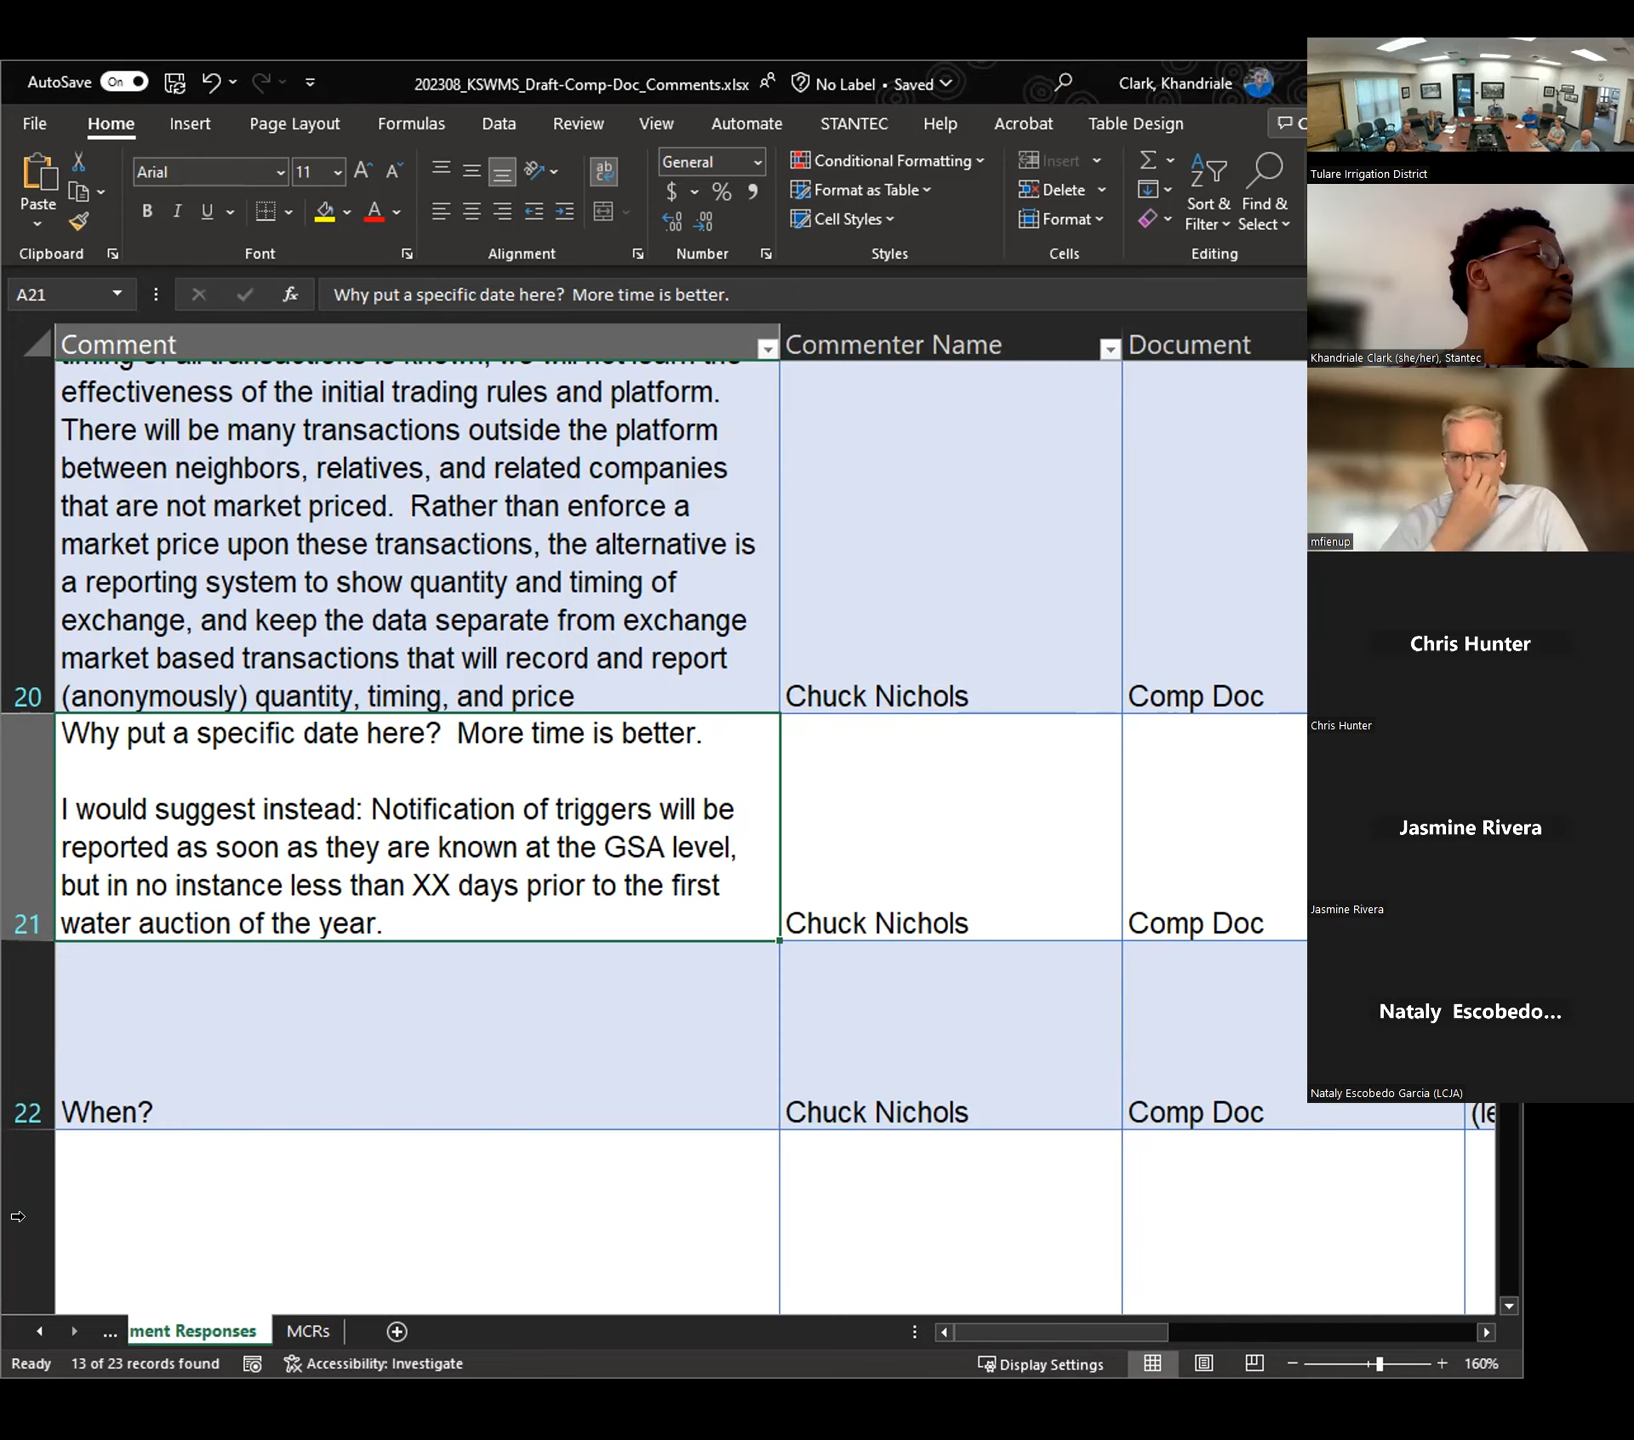 AutoSave On
202308_KSWMS_Draft-Comp-Doc_Comments.xlsx
No Label • Saved
Clark, Khandriale
File Home Insert Page Layout Formulas Data Review View Automate STANTEC Help Acrobat Table Design C
Paste
Arial 11
B I U
ab
General
$ % ,
Conditional Formatting
Format as Table
Cell Styles
Insert
Delete
Format
Sort & Filter
Find & Select
Clipboard Font Alignment Number Styles Cells Editing
A21
fx Why put a specific date here?  More time is better.
Comment Commenter Name Document
effectiveness of the initial trading rules and platform.
There will be many transactions outside the platform
between neighbors, relatives, and related companies
that are not market priced.  Rather than enforce a
market price upon these transactions, the alternative is
a reporting system to show quantity and timing of
exchange, and keep the data separate from exchange
market based transactions that will record and report
20 (anonymously) quantity, timing, and price Chuck Nichols Comp Doc
Why put a specific date here?  More time is better.
I would suggest instead: Notification of triggers will be
reported as soon as they are known at the GSA level,
but in no instance less than XX days prior to the first
21 water auction of the year. Chuck Nichols Comp Doc
22 When? Chuck Nichols Comp Doc (le
... ment Responses MCRs
Ready 13 of 23 records found Accessibility: Investigate Display Settings 160%
Tulare Irrigation District
Khandriale Clark (she/her), Stantec
mfienup
Chris Hunter
Chris Hunter
Jasmine Rivera
Jasmine Rivera
Nataly Escobedo...
Nataly Escobedo Garcia (LCJA)